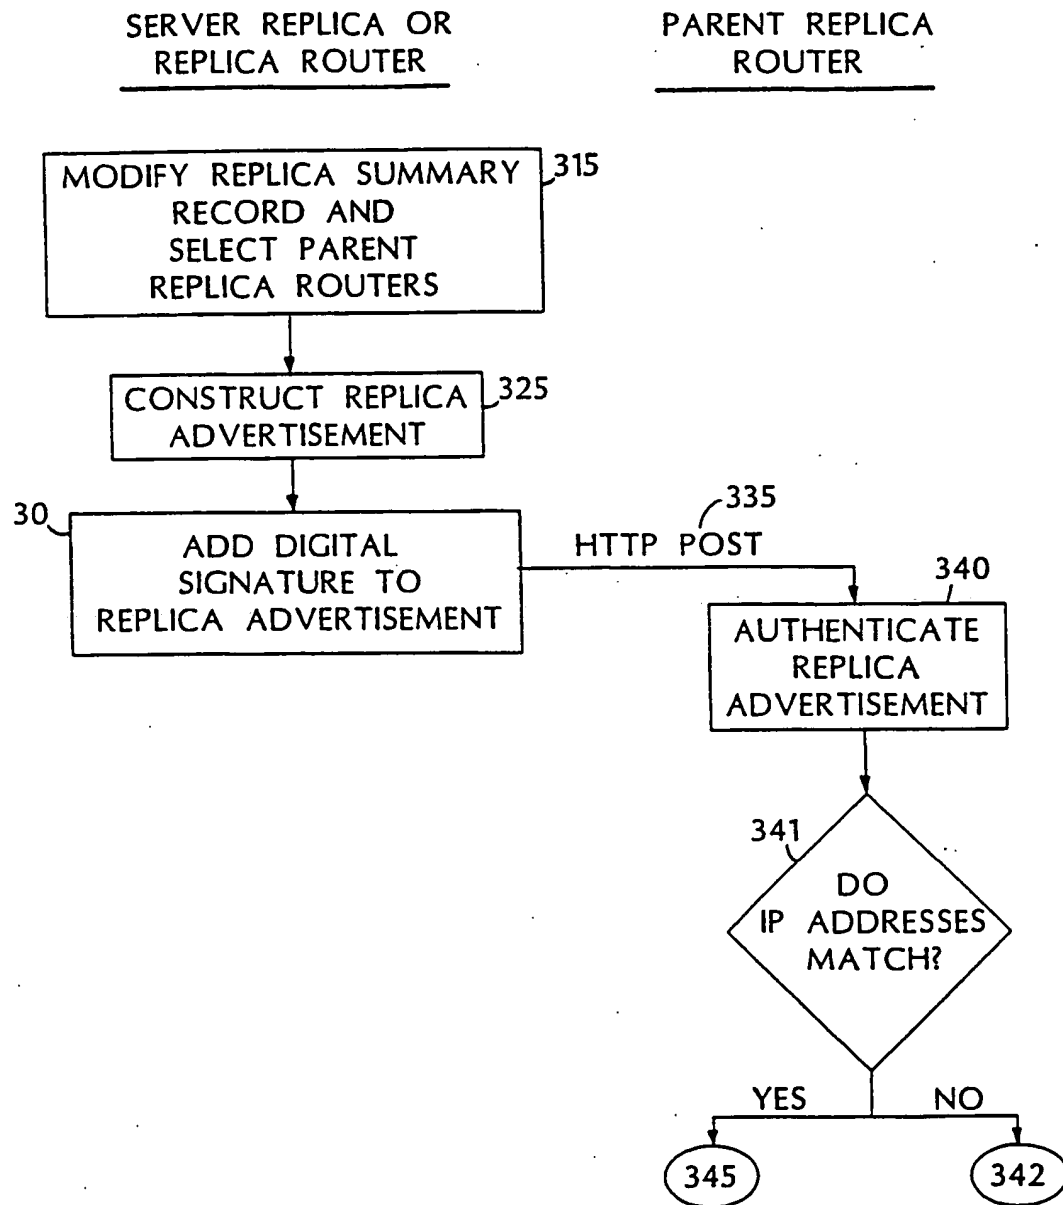 SERVER REPLICA OR
REPLICA ROUTER
PARENT REPLICA
ROUTER
MODIFY REPLICA SUMMARY
RECORD AND
SELECT PARENT
REPLICA ROUTERS
315
CONSTRUCT REPLICA
ADVERTISEMENT
325
30
ADD DIGITAL
SIGNATURE TO
REPLICA ADVERTISEMENT
335
HTTP POST
340
AUTHENTICATE
REPLICA
ADVERTISEMENT
341
DO
IP ADDRESSES
MATCH?
YES
NO
345
342